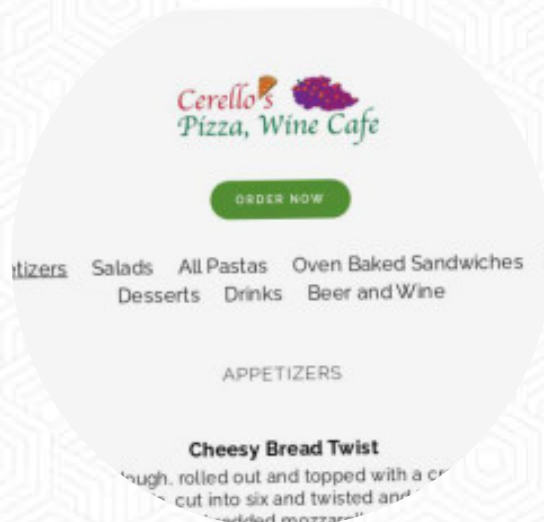 Cerello's
Pizza, Wine Cafe
ORDER NOW
Salads All Pastas Oven Baked Sandwiches
Desserts Drinks Beer and Wine
APPETIZERS
Cheesy Bread Twist
rolled out and topped with a
cut into six and twisted and